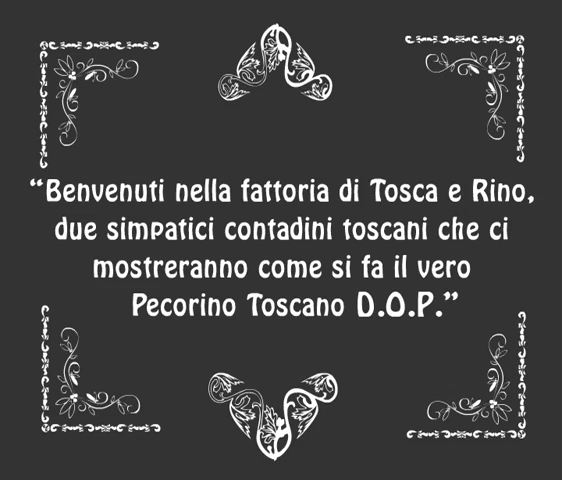 “Benvenuti nella fattoria di Tosca e Rino,
due simpatici contadini toscani che ci
mostreranno come si fa il vero
Pecorino Toscano D.O.P.”